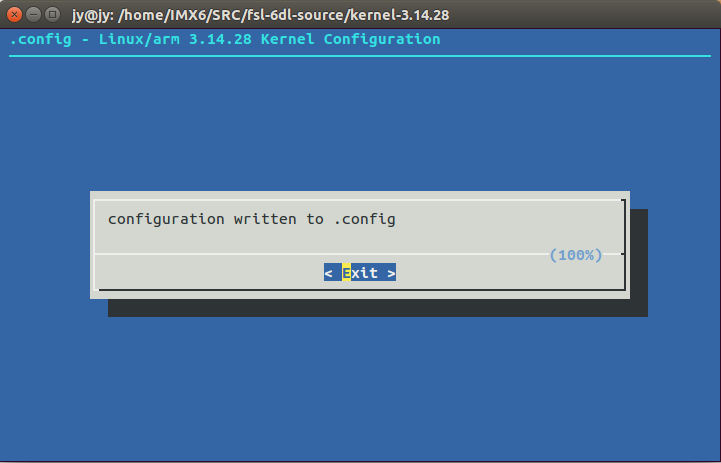 jy@jy: /home/IMX6/SRC/fsl-6dl-source/kernel-3.14.28
.config - Linux/arm 3.14.28 Kernel Configuration
configuration written to .config
(100%)
< Exit >